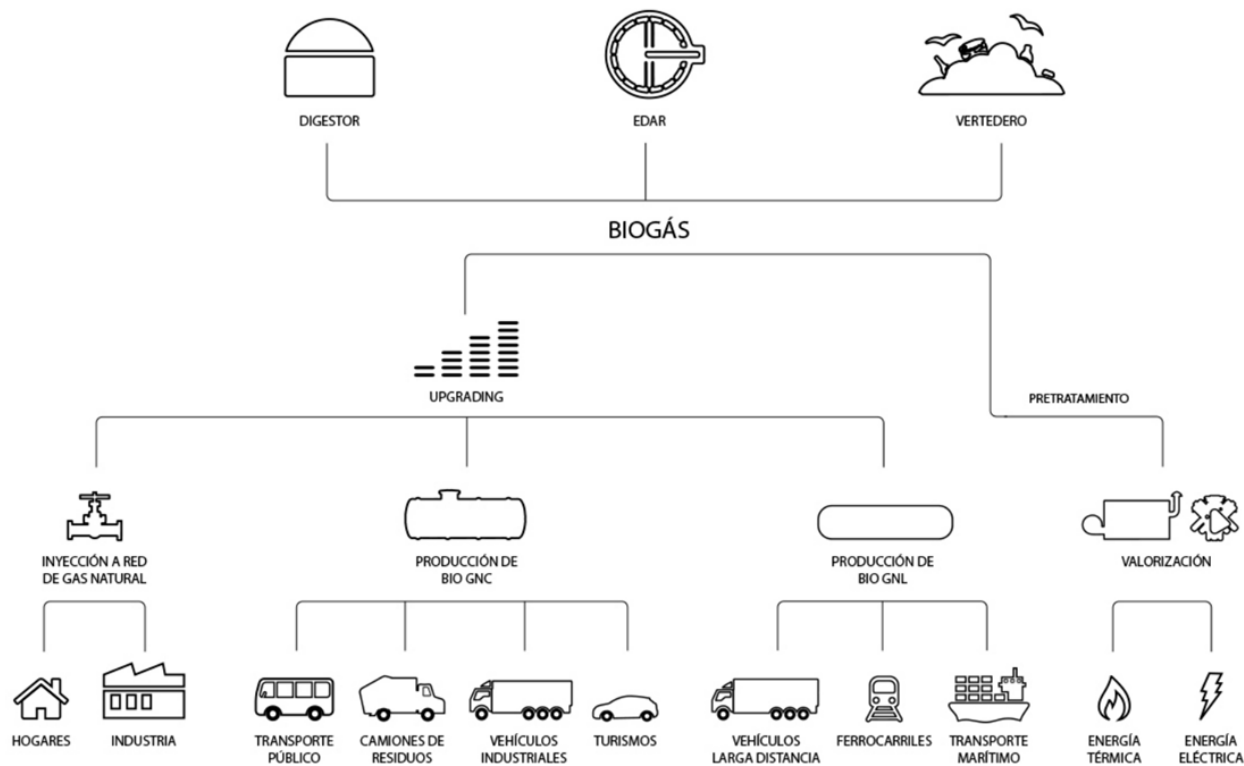 DIGESTOR
EDAR
VERTEDERO
BIOGÁS
UPGRADING
PRETRATAMIENTO
INYECCIÓN A RED
DE GAS NATURAL
PRODUCCIÓN DE
BIO GNC
PRODUCCIÓN DE
BIO GNL
VALORIZACIÓN
HOGARES
INDUSTRIA
TRANSPORTE
PÚBLICO
CAMIONES DE
RESIDUOS
VEHÍCULOS
INDUSTRIALES
TURISMOS
VEHÍCULOS
LARGA DISTANCIA
FERROCARRILES
TRANSPORTE
MARÍTIMO
ENERGÍA
TÉRMICA
ENERGÍA
ELÉCTRICA